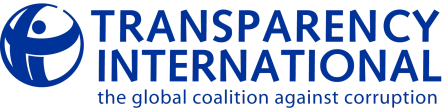 TRANSPARENCY
INTERNATIONAL
the global coalition against corruption